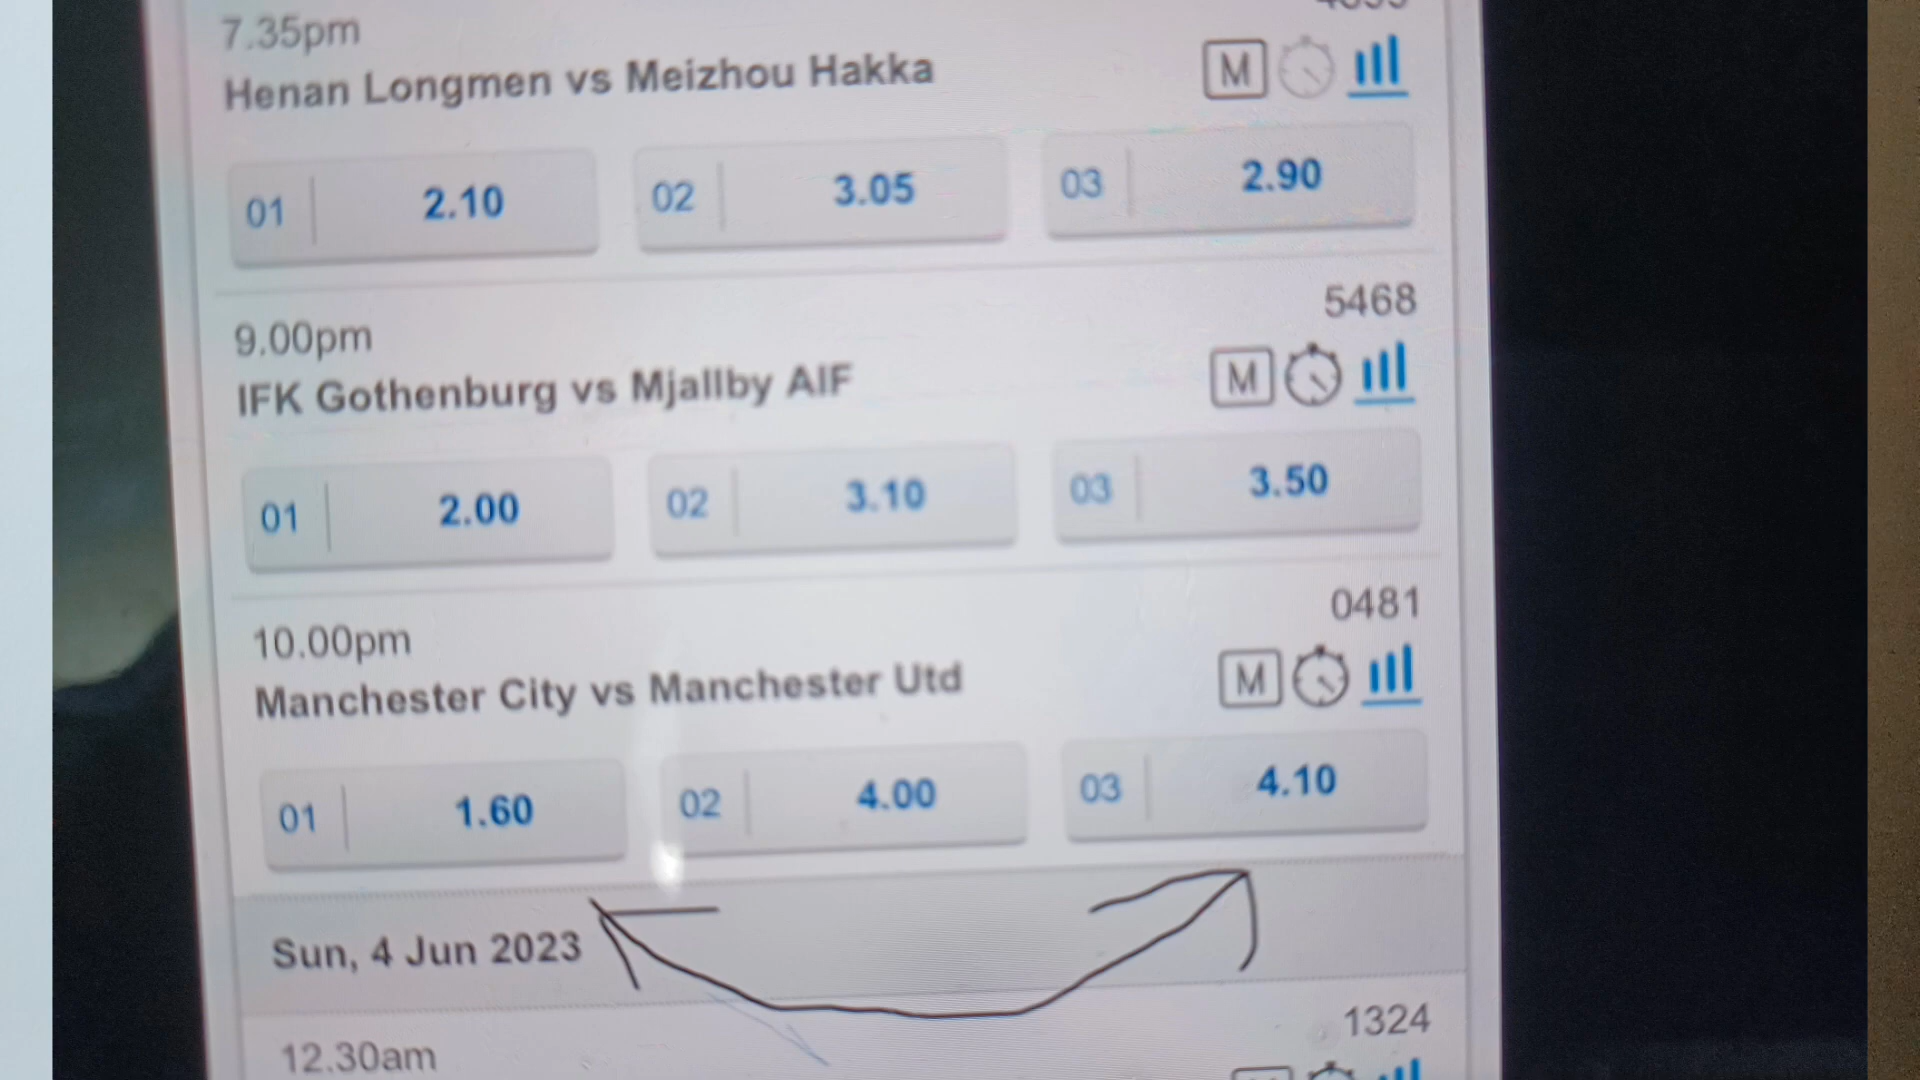 7.35pm
Henan Longmen vs Meizhou Hakka
M
01 2.10 02 3.05 03 2.90
5468
9.00pm
IFK Gothenburg vs Mjallby AIF
M
01 2.00 02 3.10 03 3.50
0481
10.00pm
Manchester City vs Manchester Utd
M
01 1.60 02 4.00 03 4.10
Sun, 4 Jun 2023
1324
12.30am